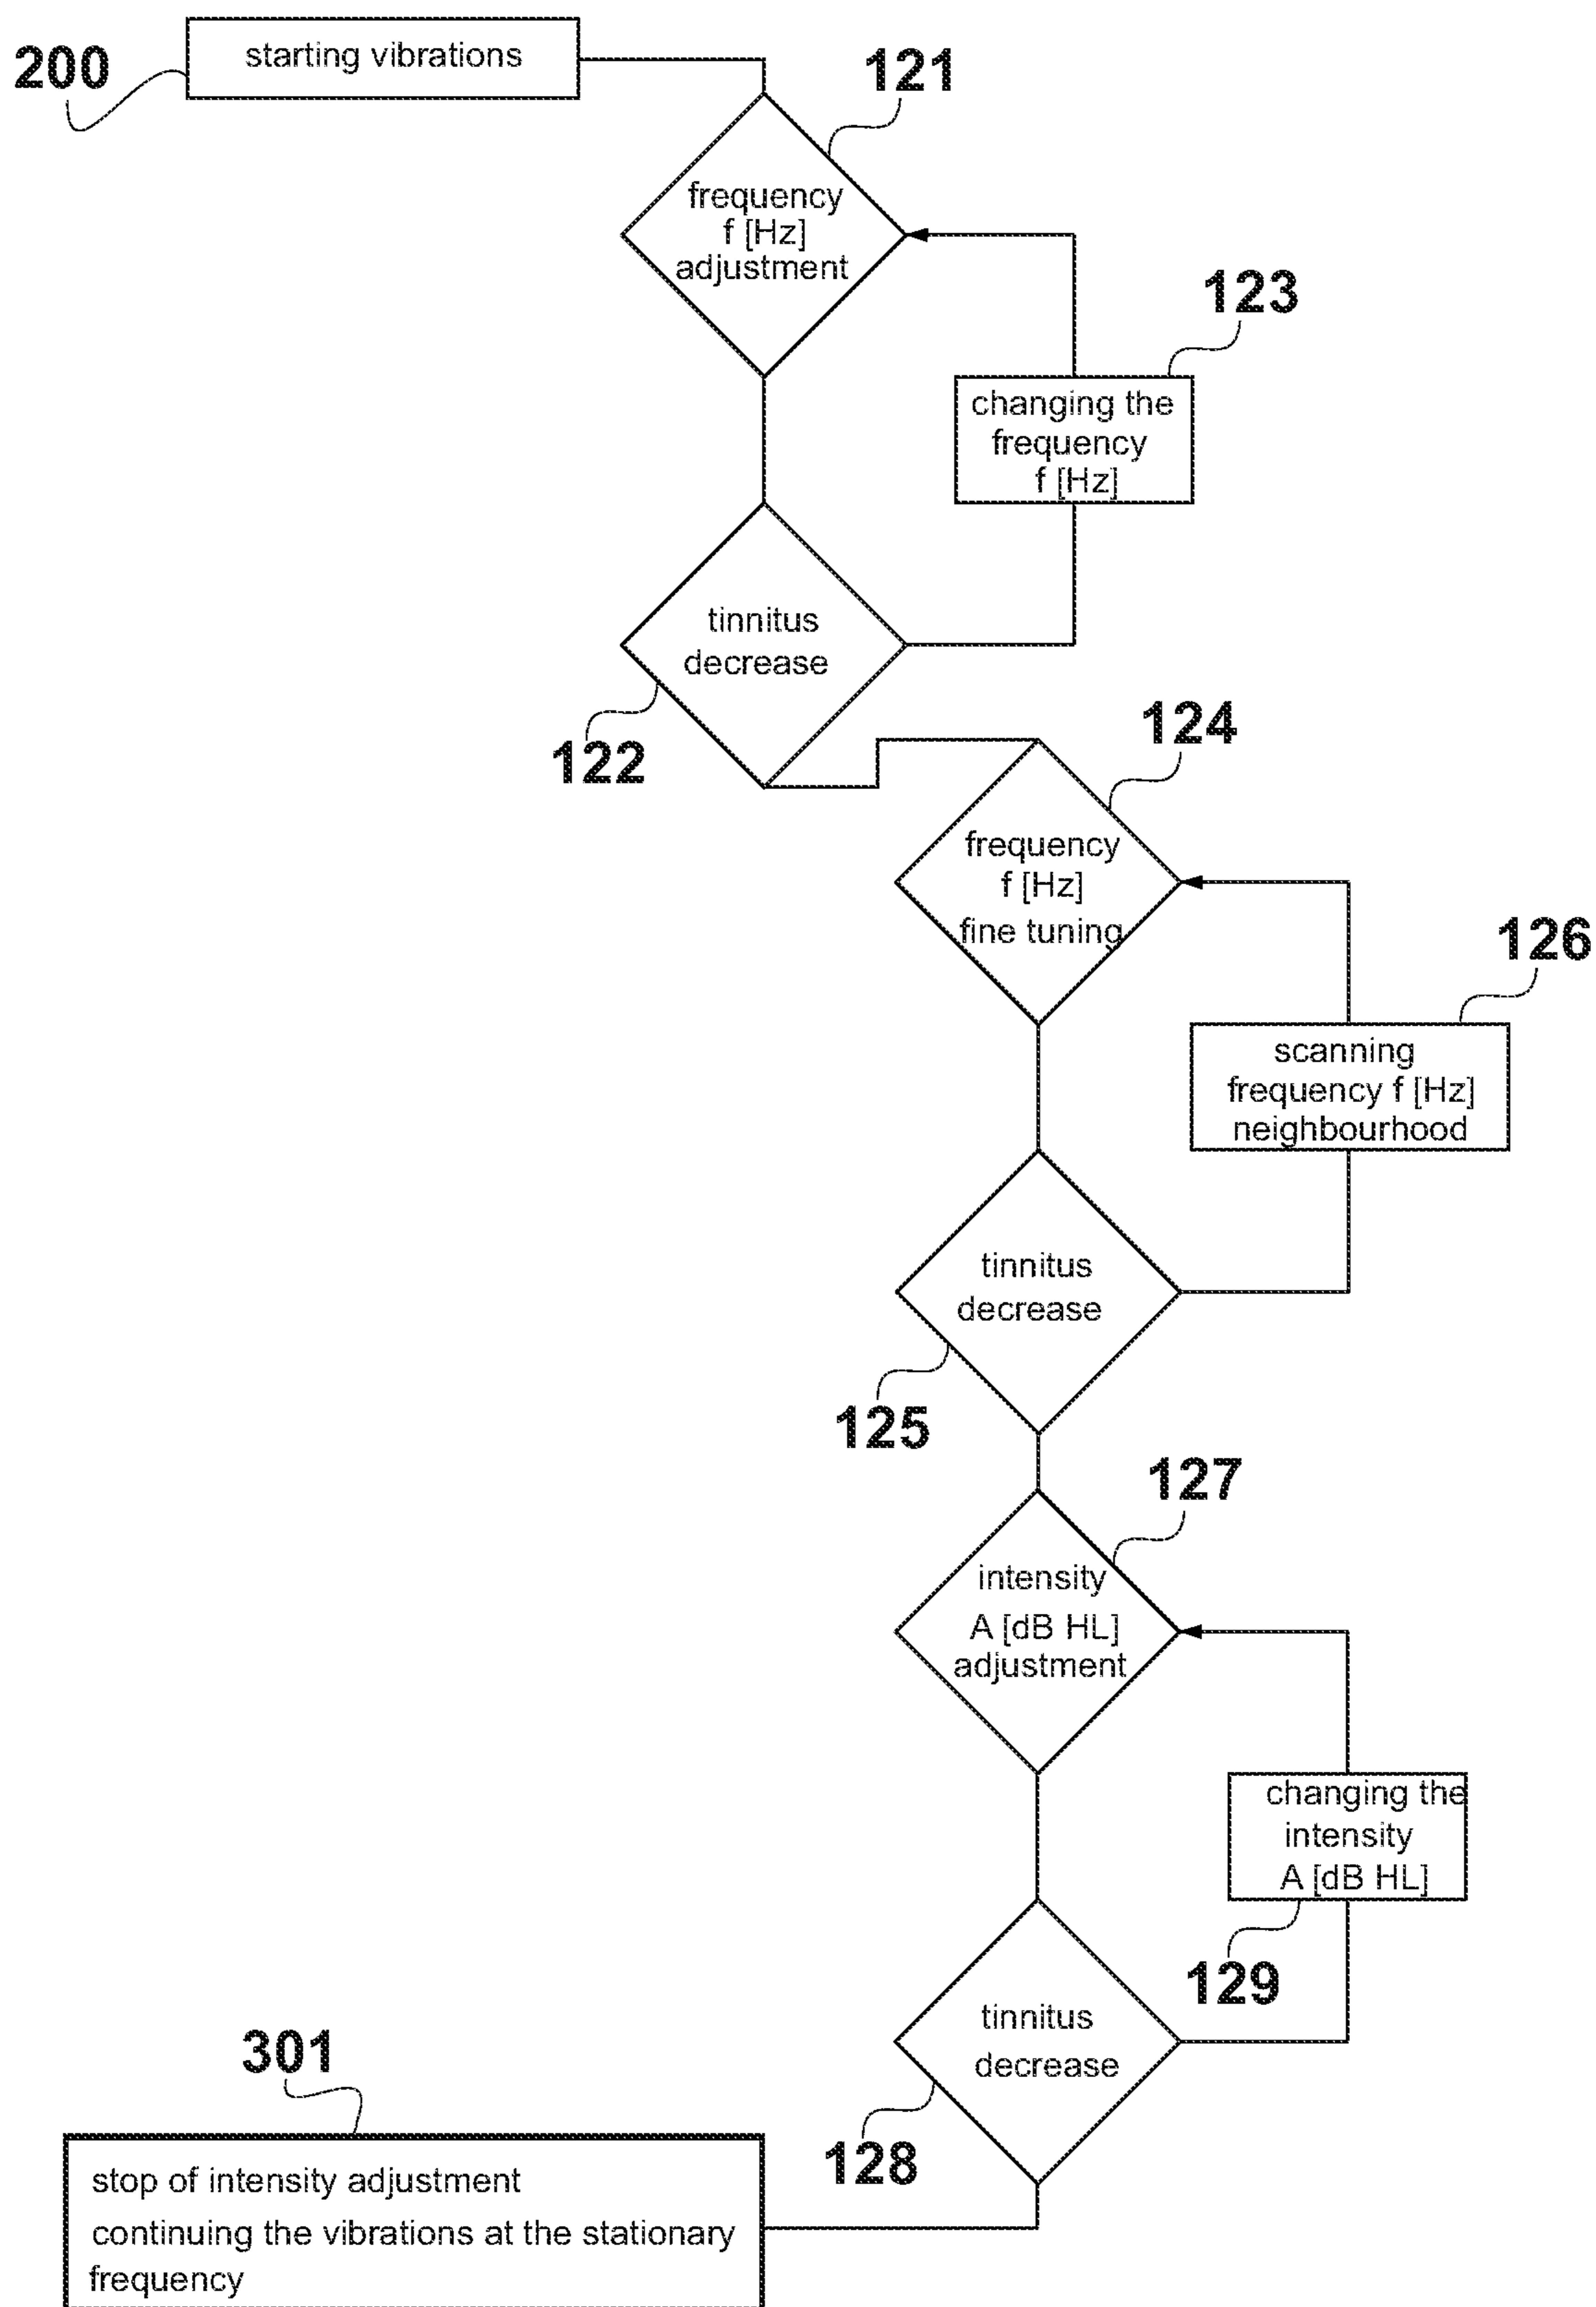 200
starting vibrations
121
frequency
f [Hz]
adjustment
123
changing the
frequency
f [Hz]
tinnitus
decrease
122
124
frequency
f [Hz]
fine tuning
126
scanning
frequency f [Hz]
neighbourhood
tinnitus
decrease
125
127
intensity
A [dB HL]
adjustment
changing the
intensity
A [dB HL]
129
tinnitus
decrease
128
301
stop of intensity adjustment
continuing the vibrations at the stationary
frequency